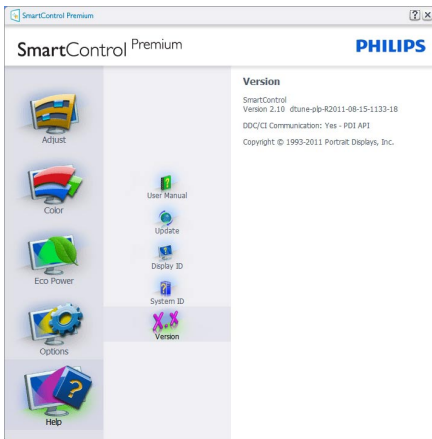 SmartControl Premium
SmartControl Premium
PHILIPS
Adjust
Color
Eco Power
Options
Help
User Manual
Update
Display ID
System ID
X.X
Version
Version
SmartControl
Version 2.10 dtune-plp-R2011-08-15-1133-18
DDC/CI Communication: Yes - PDI API
Copyright © 1993-2011 Portrait Displays, Inc.